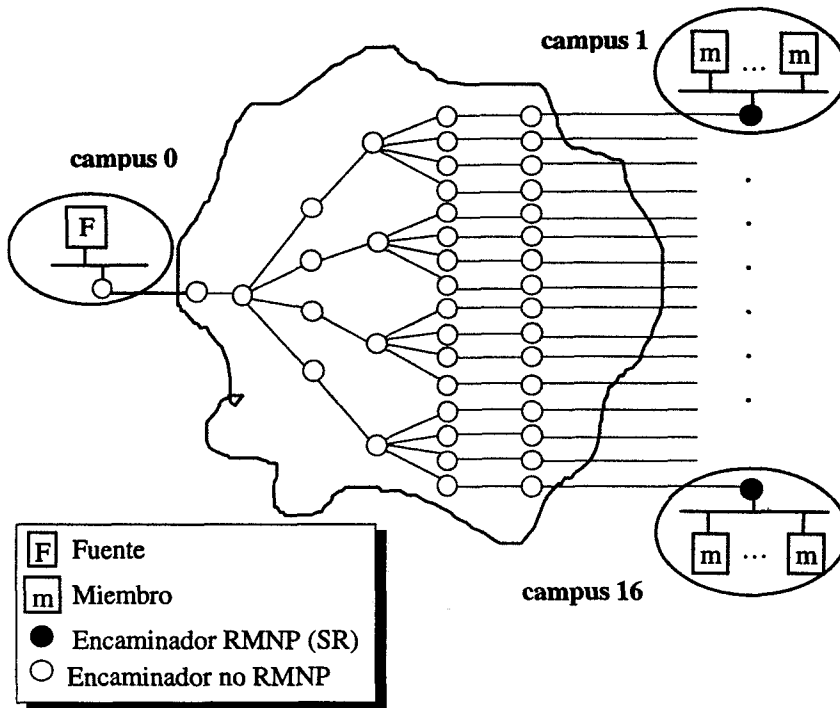 campus 1
m ... m
campus 0
F
m ... m
campus 16
F Fuente
m Miembro
Encaminador RMNP (SR)
Encaminador no RMNP